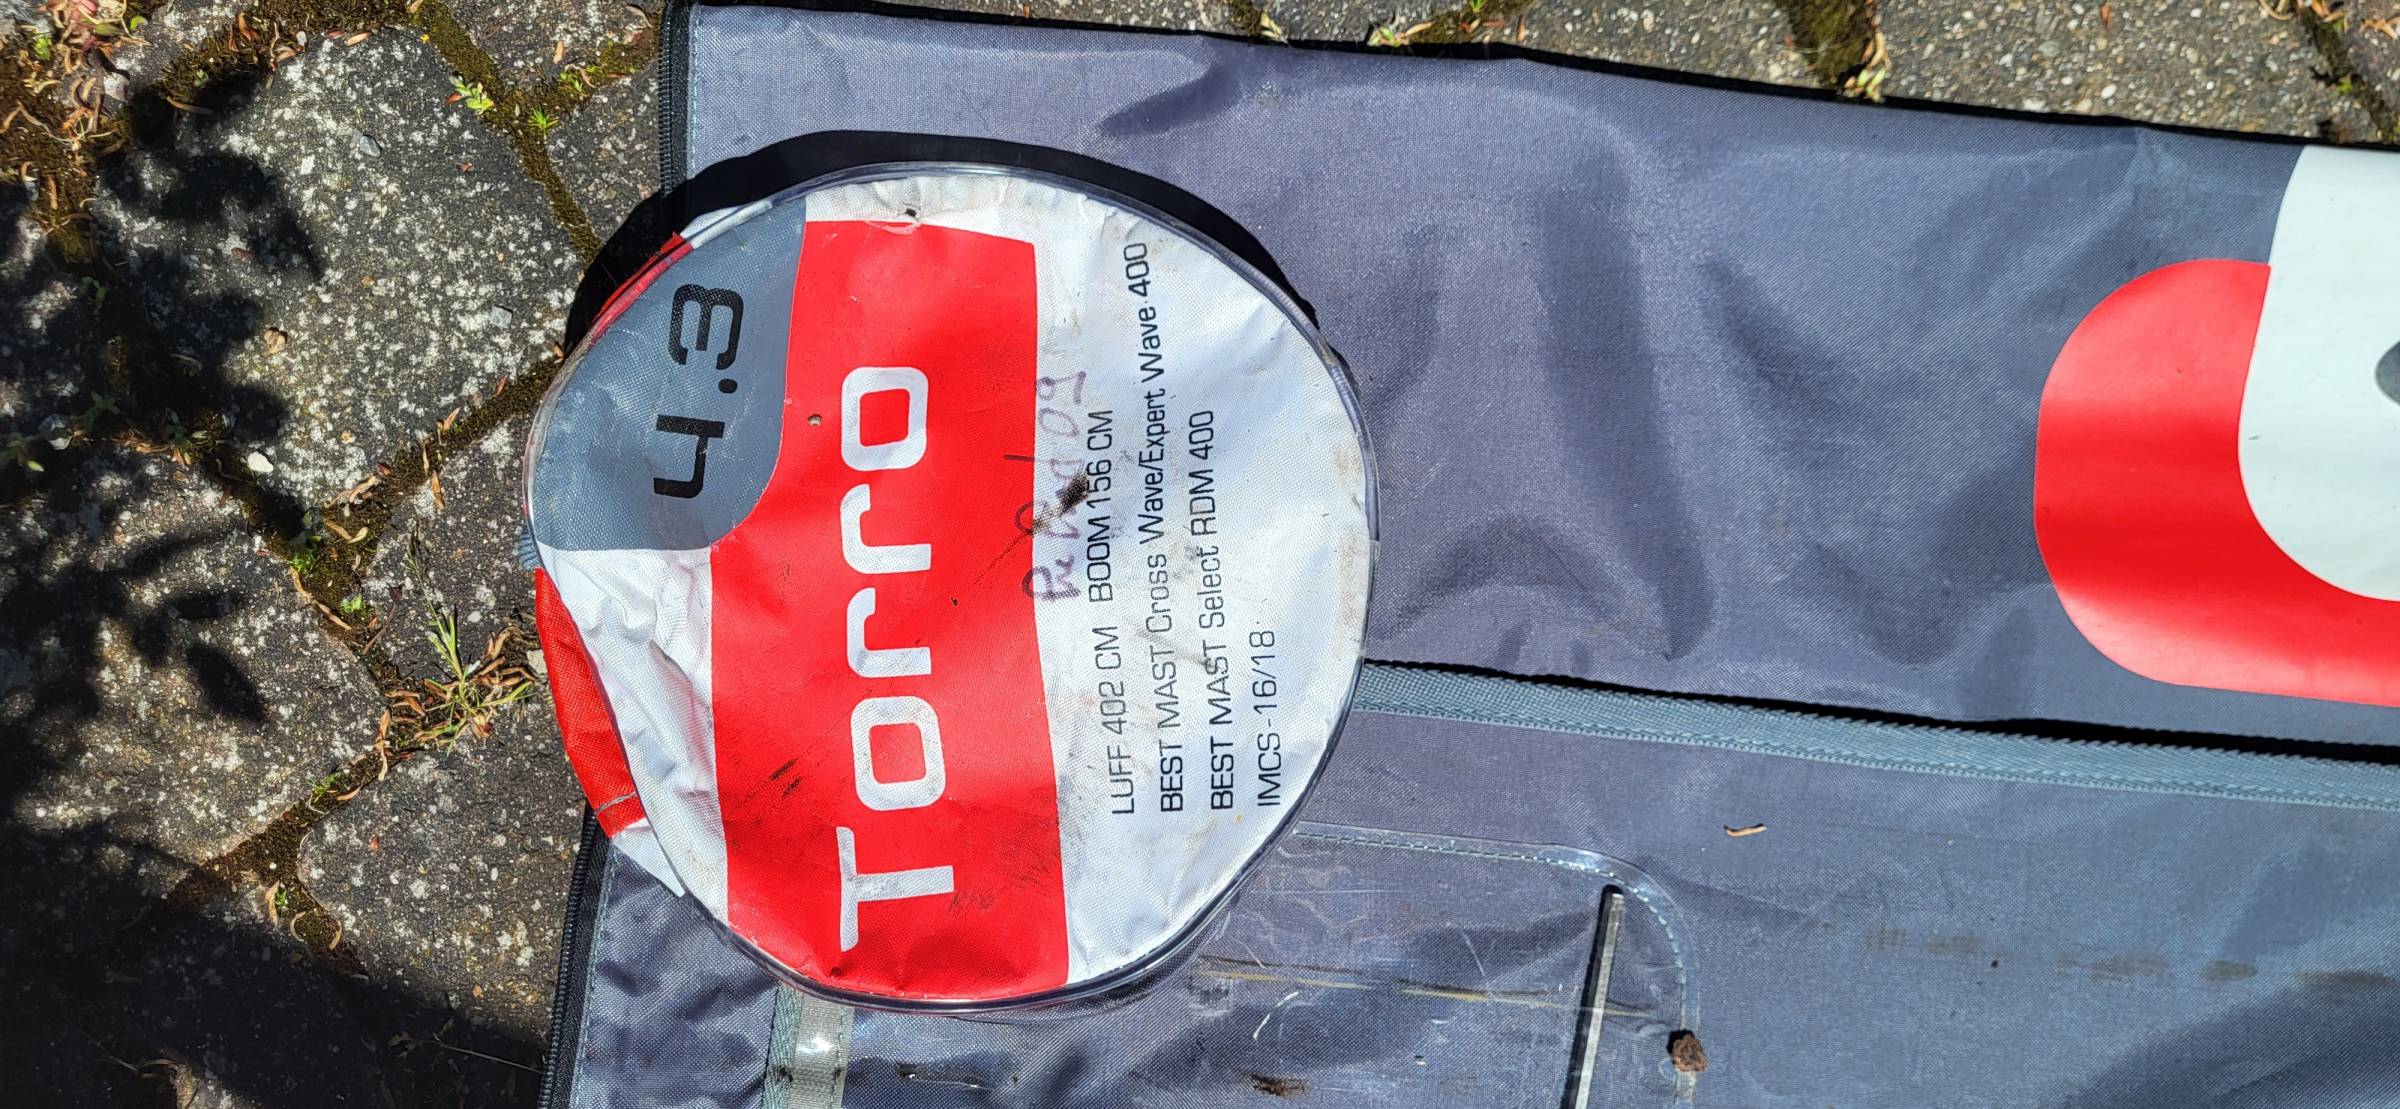 4.3
Torro
LUFF 402 CM BOOM 156 CM
BEST MAST Cross Wave/Expert Wave 400
BEST MAST Select RDM 400
IMCS-16/18